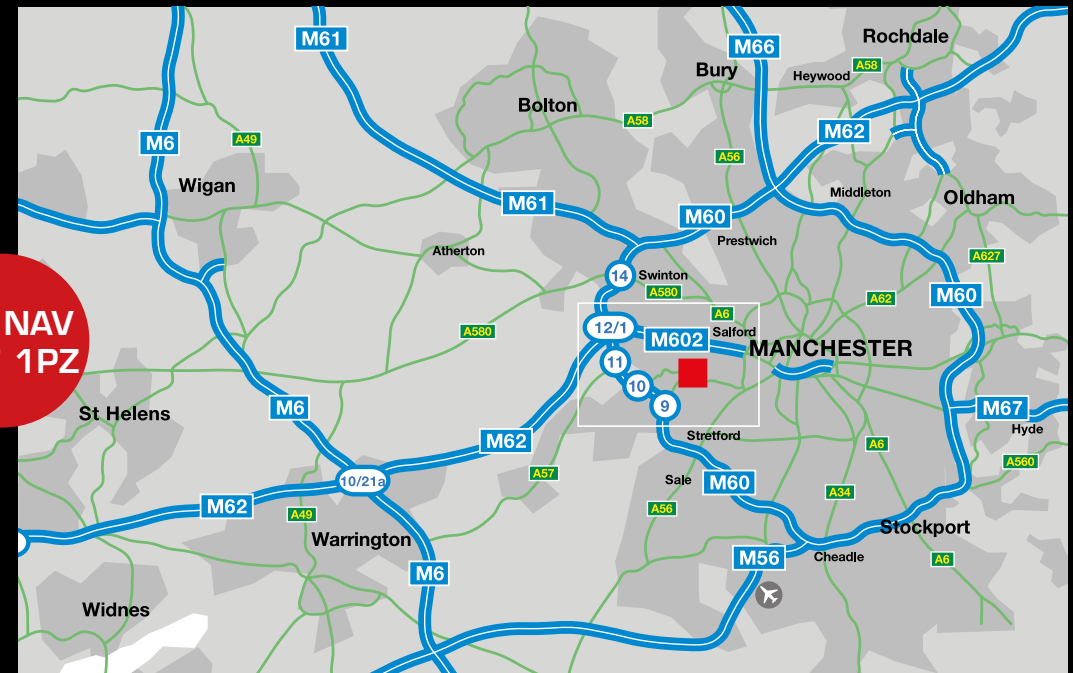 M61
Rochdale
M66
A58
Bury
Heywood
Bolton
A58
M62
M6
A49
A56
Wigan
Middleton
Oldham
M61
M60
Prestwich
Atherton
A627
14
Swinton
A580
A62
M60
NAV
1PZ
A580
12/1
A6
Salford
M602
MANCHESTER
11
10
9
St Helens
M6
M67
Hyde
Stretford
M62
A6
A560
A57
10/21a
Sale
M60
A34
M62
A49
A56
Stockport
Warrington
M56
Cheadle
A6
M6
Widnes